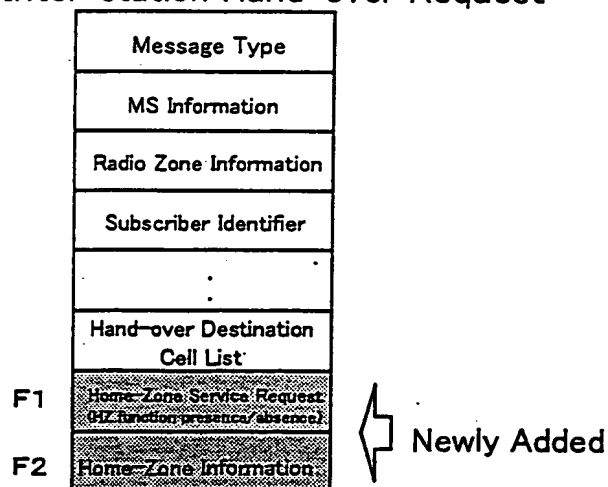 Inter-Station Hand-over Request
Message Type
MS Information
Radio Zone Information
Subscriber Identifier
:
Hand-over Destination
Cell List
F1
Home-Zone Service Request
(HZ function presence/absence)
Newly Added
F2
Home-Zone Information